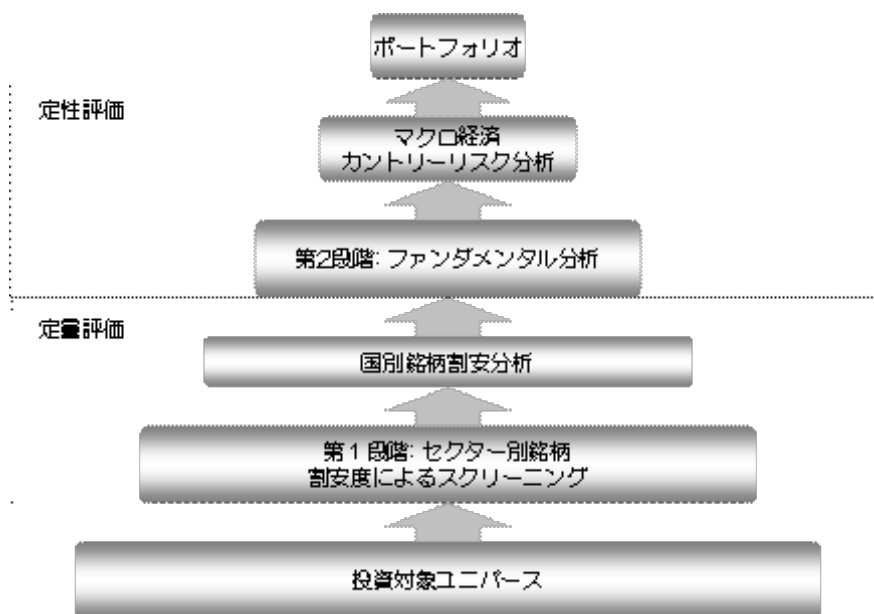 ポートフォリオ
定性評価
マクロ経済
カントリーリスク分析
第2段階: ファンダメンタル分析
定量評価
国別銘柄割安分析
第1段階: セクター別銘柄
割安度によるスクリーニング
投資対象ユニバース